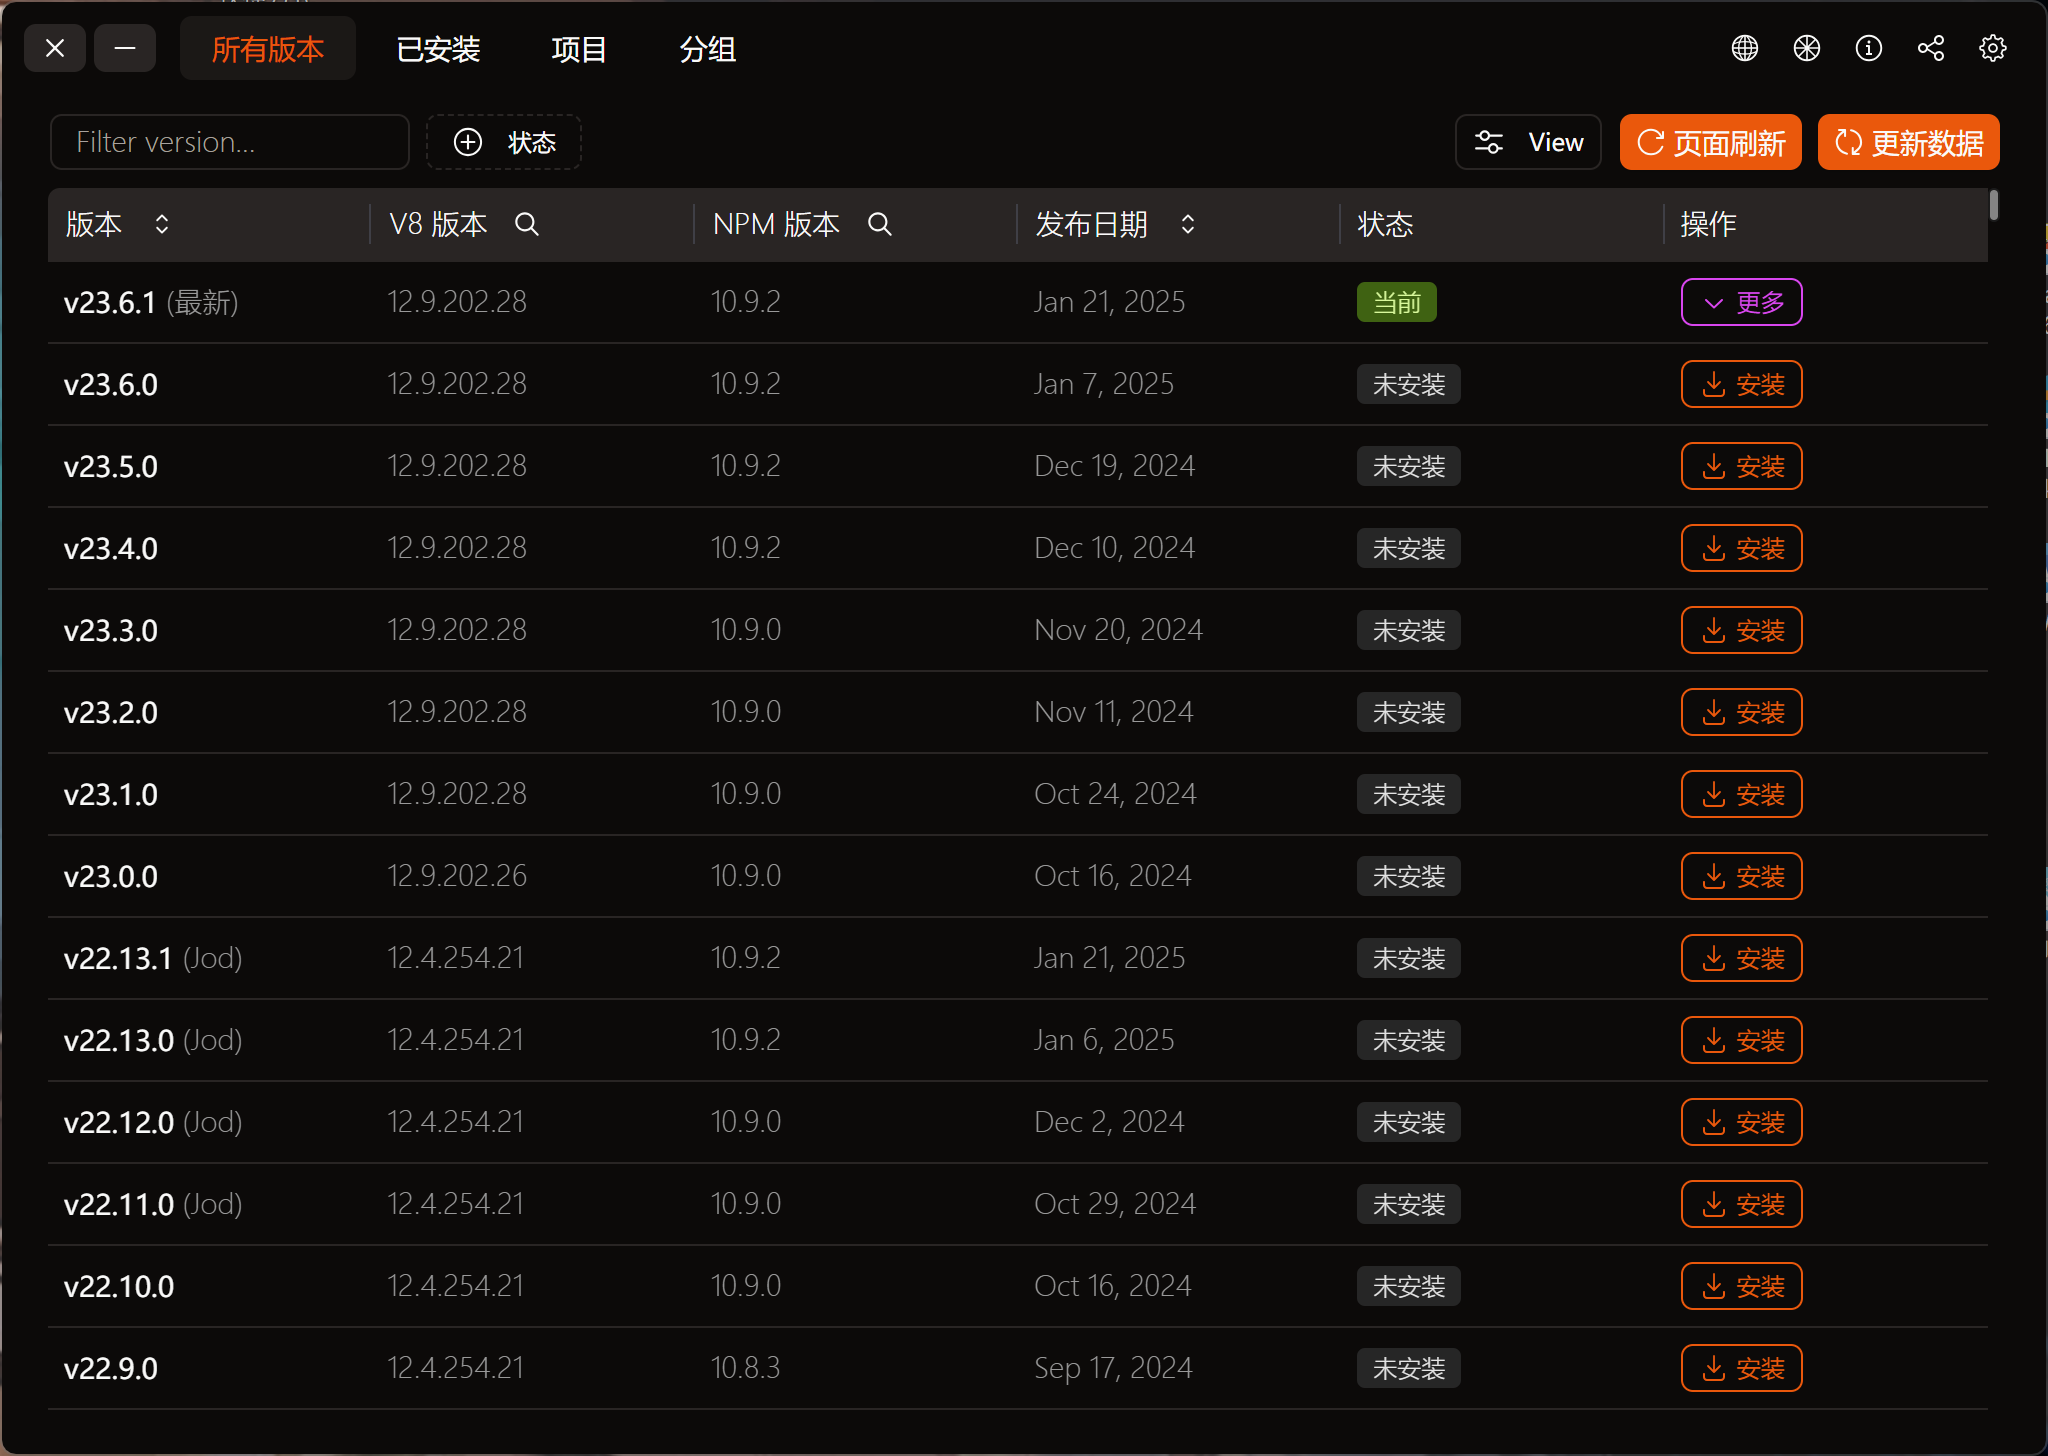 所有版本 已安装 项目 分组
Filter version... 状态 View 页面刷新 更新数据
版本 V8 版本 NPM 版本 发布日期 状态 操作
v23.6.1 (最新) 12.9.202.28 10.9.2 Jan 21, 2025 当前 更多
v23.6.0 12.9.202.28 10.9.2 Jan 7, 2025 未安装 安装
v23.5.0 12.9.202.28 10.9.2 Dec 19, 2024 未安装 安装
v23.4.0 12.9.202.28 10.9.2 Dec 10, 2024 未安装 安装
v23.3.0 12.9.202.28 10.9.0 Nov 20, 2024 未安装 安装
v23.2.0 12.9.202.28 10.9.0 Nov 11, 2024 未安装 安装
v23.1.0 12.9.202.28 10.9.0 Oct 24, 2024 未安装 安装
v23.0.0 12.9.202.26 10.9.0 Oct 16, 2024 未安装 安装
v22.13.1 (Jod) 12.4.254.21 10.9.2 Jan 21, 2025 未安装 安装
v22.13.0 (Jod) 12.4.254.21 10.9.2 Jan 6, 2025 未安装 安装
v22.12.0 (Jod) 12.4.254.21 10.9.0 Dec 2, 2024 未安装 安装
v22.11.0 (Jod) 12.4.254.21 10.9.0 Oct 29, 2024 未安装 安装
v22.10.0 12.4.254.21 10.9.0 Oct 16, 2024 未安装 安装
v22.9.0 12.4.254.21 10.8.3 Sep 17, 2024 未安装 安装